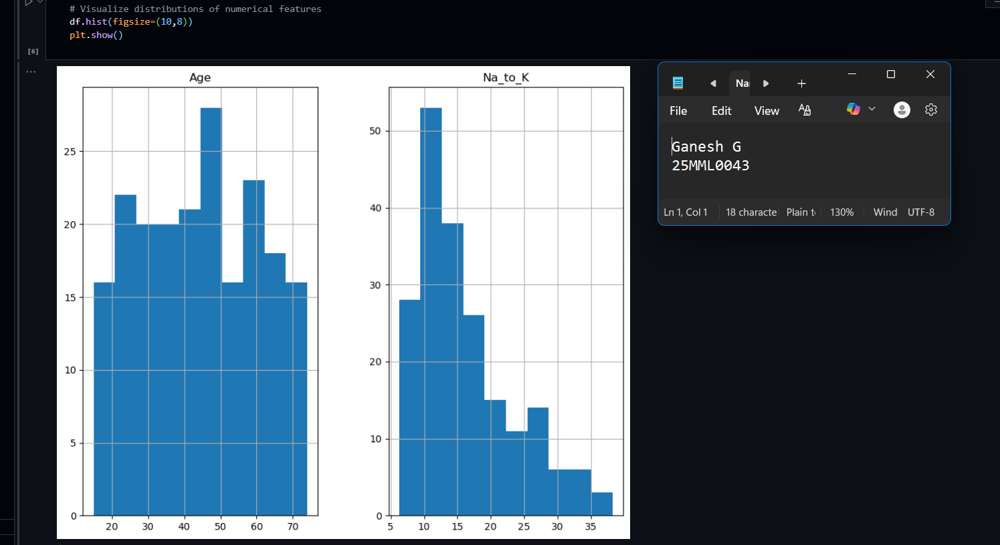 # Visualize distributions of numerical features
df.hist(figsize=(10,8))
plt.show()
[6]
...
Age
25
20
15
10
5
0
20 30 40 50 60 70
Na_to_K
50
40
30
20
10
0
5 10 15 20 25 30 35
Na
File Edit View
Ganesh G
25MML0043
Ln 1, Col 1 18 characte Plain t 130% Wind UTF-8